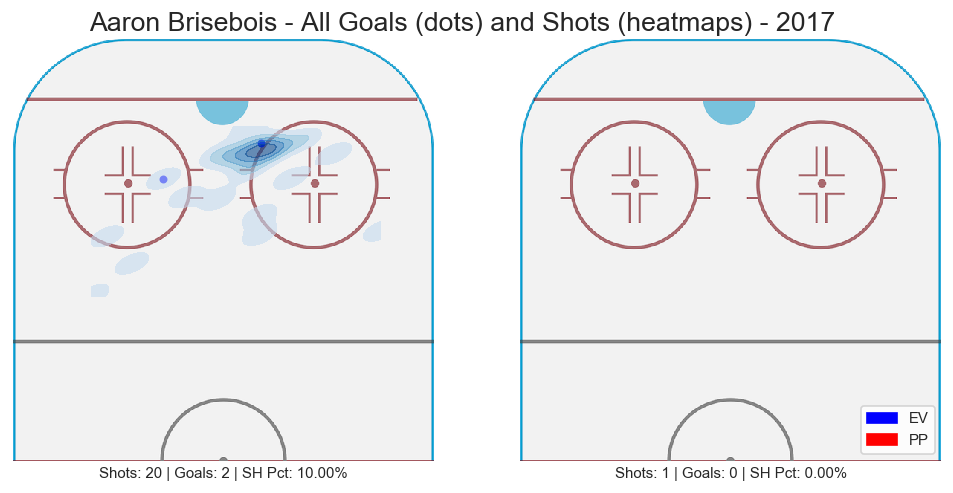 Aaron Brisebois - All Goals (dots) and Shots (heatmaps) - 2017
EV
PP
Shots: 20 | Goals: 2 | SH Pct: 10.00%
Shots: 1 | Goals: 0 | SH Pct: 0.00%